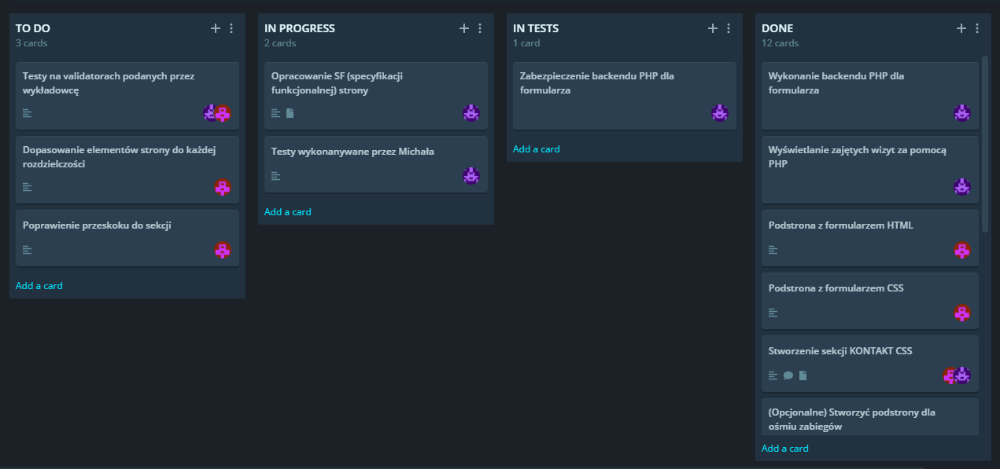 TO DO
3 cards
Testy na validatorach podanych przez
wykładowcę
Dopasowanie elementów strony do każdej
rozdzielczości
Poprawienie przeskoku do sekcji
Add a card
IN PROGRESS
2 cards
Opracowanie SF (specyfikacji
funkcjonalnej) strony
Testy wykonanywane przez Michała
Add a card
IN TESTS
1 card
Zabezpieczenie backendu PHP dla
formularza
Add a card
DONE
12 cards
Wykonanie backendu PHP dla
formularza
Wyświetlanie zajętych wizyt za pomocą
PHP
Podstrona z formularzem HTML
Podstrona z formularzem CSS
Stworzenie sekcji KONTAKT CSS
(Opcjonalne) Stworzyć podstrony dla
ośmiu zabiegów
Add a card